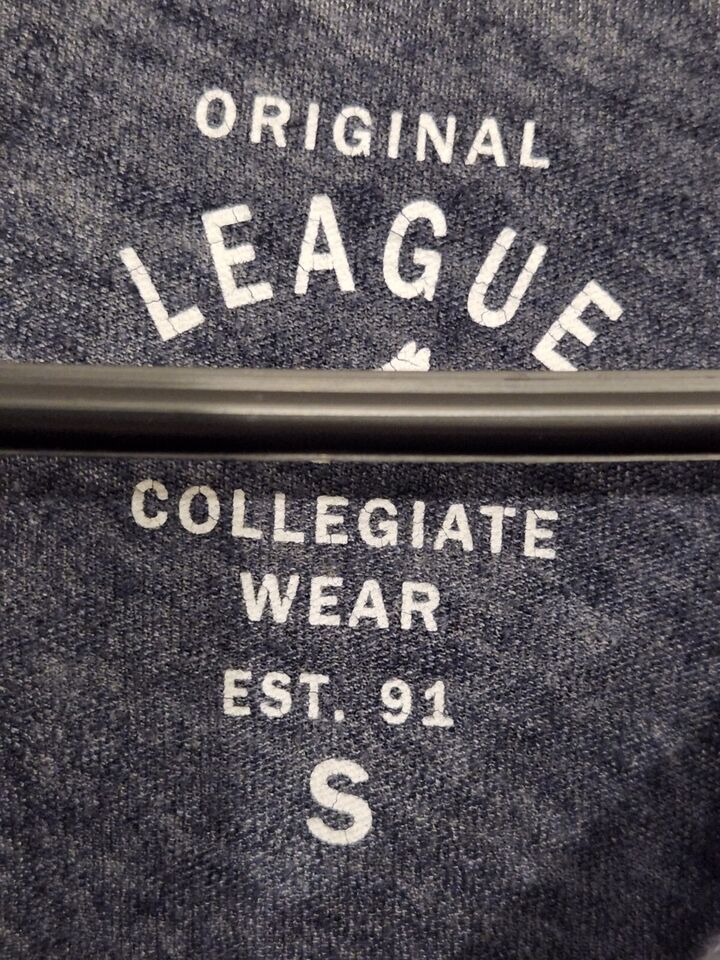 ORIGINAL
LEAGUE
COLLEGIATE
WEAR
EST. 91
S